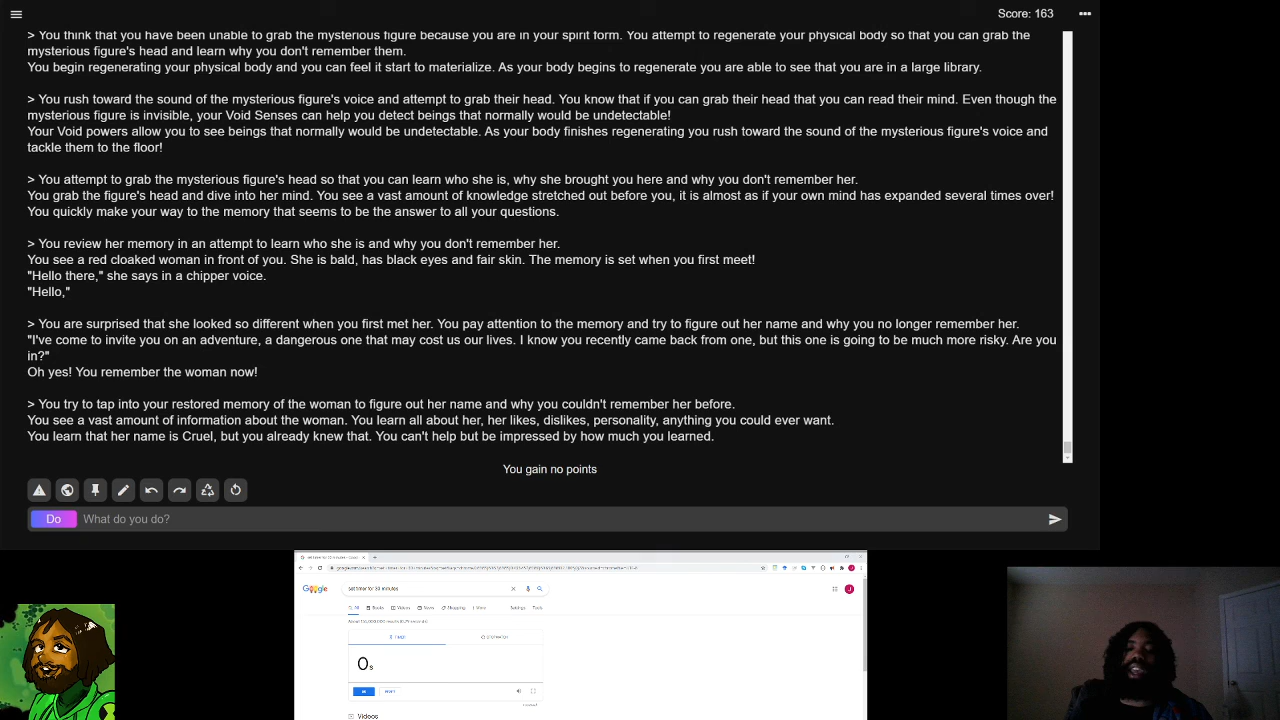 Score: 163
> You think that you have been unable to grab the mysterious figure because you are in your spirit form. You attempt to regenerate your physical body so that you can grab the
mysterious figure's head and learn why you don't remember them.
You begin regenerating your physical body and you can feel it start to materialize. As your body begins to regenerate you are able to see that you are in a large library.
> You rush toward the sound of the mysterious figure's voice and attempt to grab their head. You know that if you can grab their head that you can read their mind. Even though the
mysterious figure is invisible, your Void Senses can help you detect beings that normally would be undetectable!
Your Void powers allow you to see beings that normally would be undetectable. As your body finishes regenerating you rush toward the sound of the mysterious figure's voice and
tackle them to the floor!
> You attempt to grab the mysterious figure's head so that you can learn who she is, why she brought you here and why you don't remember her.
You grab the figure's head and dive into her mind. You see a vast amount of knowledge stretched out before you, it is almost as if your own mind has expanded several times over!
You quickly make your way to the memory that seems to be the answer to all your questions.
> You review her memory in an attempt to learn who she is and why you don't remember her.
You see a red cloaked woman in front of you. She is bald, has black eyes and fair skin. The memory is set when you first meet!
"Hello there," she says in a chipper voice.
"Hello,"
> You are surprised that she looked so different when you first met her. You pay attention to the memory and try to figure out her name and why you no longer remember her.
"I've come to invite you on an adventure, a dangerous one that may cost us our lives. I know you recently came back from one, but this one is going to be much more risky. Are you
in?"
Oh yes! You remember the woman now!
> You try to tap into your restored memory of the woman to figure out her name and why you couldn't remember her before.
You see a vast amount of information about the woman. You learn all about her, her likes, dislikes, personality, anything you could ever want.
You learn that her name is Cruel, but you already knew that. You can't help but be impressed by how much you learned.
You gain no points
Do What do you do?
Google
set timer for
minutes
All Books Videos News Shopping More Settings Tools
TIMER STOPWATCH
0 s
RESET
Videos